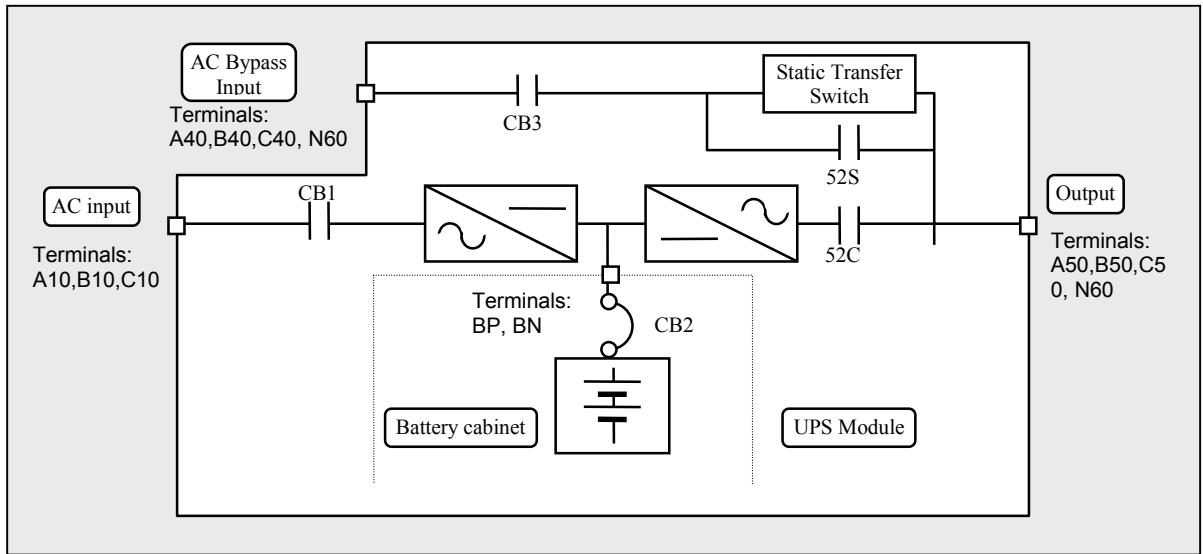 AC Bypass
Input
Terminals:
A40,B40,C40, N60
CB3
Static Transfer
Switch
52S
AC input
Terminals:
A10,B10,C10
CB1
52C
Output
Terminals:
A50,B50,C5
0, N60
Terminals:
BP, BN
CB2
Battery cabinet
UPS Module